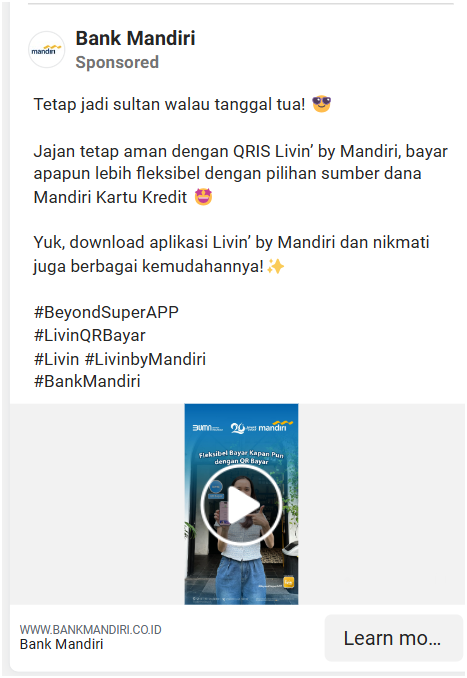 mandiri
Bank Mandiri
Sponsored
Tetap jadi sultan walau tanggal tua! 😎
Jajan tetap aman dengan QRIS Livin’ by Mandiri, bayar
apapun lebih fleksibel dengan pilihan sumber dana
Mandiri Kartu Kredit 🤩
Yuk, download aplikasi Livin’ by Mandiri dan nikmati
juga berbagai kemudahannya!✨
#BeyondSuperAPP
#LivinQRBayar
#Livin #LivinbyMandiri
#BankMandiri
BUMN mandiri
Fleksibel Bayar Kapan Pun
dengan QR Bayar
WWW.BANKMANDIRI.CO.ID
Bank Mandiri
Learn mo...